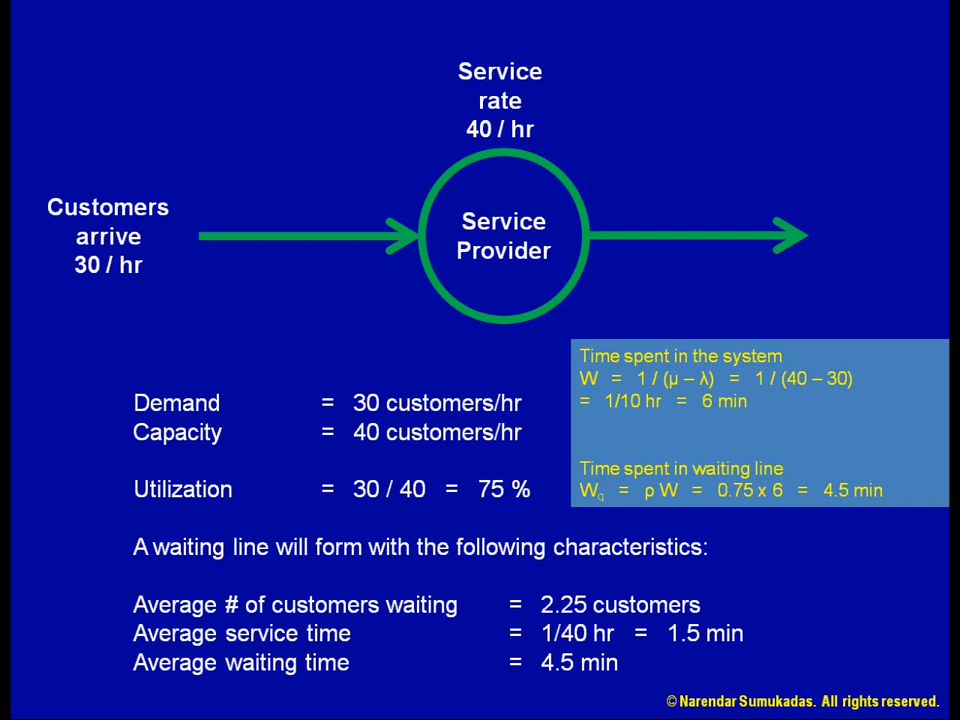 Service
rate
40 / hr
Customers
arrive
30 / hr
Service
Provider
Time spent in the system
W = 1 / (μ – λ) = 1 / (40 – 30)
= 1/10 hr = 6 min
Demand = 30 customers/hr
Capacity = 40 customers/hr
Time spent in waiting line
Wq = ρ W = 0.75 x 6 = 4.5 min
Utilization = 30 / 40 = 75 %
A waiting line will form with the following characteristics:
Average # of customers waiting = 2.25 customers
Average service time = 1/40 hr = 1.5 min
Average waiting time = 4.5 min
© Narendar Sumukadas. All rights reserved.